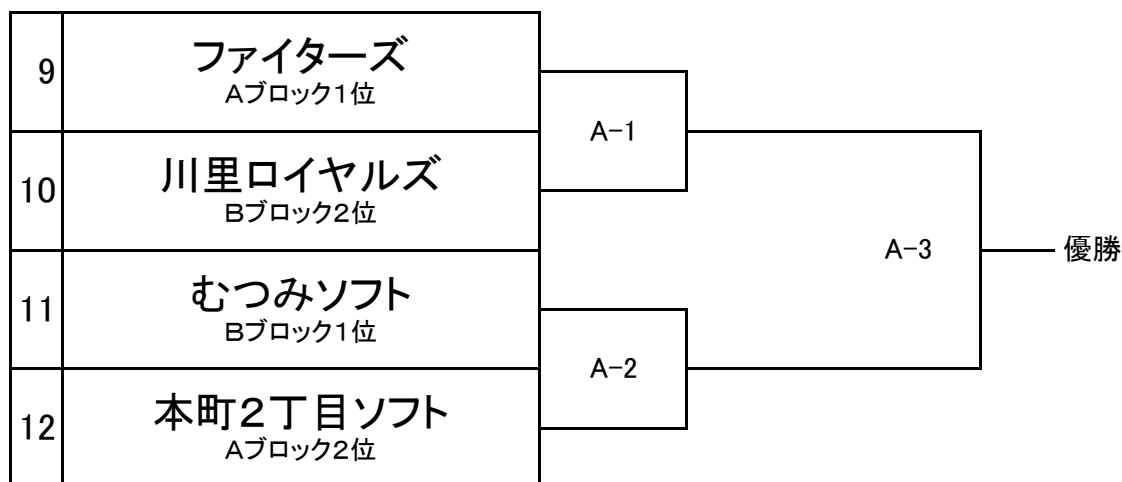 9
ファイターズ
Aブロック1位
A-1
10
川里ロイヤルズ
Bブロック2位
A-3
優勝
11
むつみソフト
Bブロック1位
A-2
12
本町2丁目ソフト
Aブロック2位